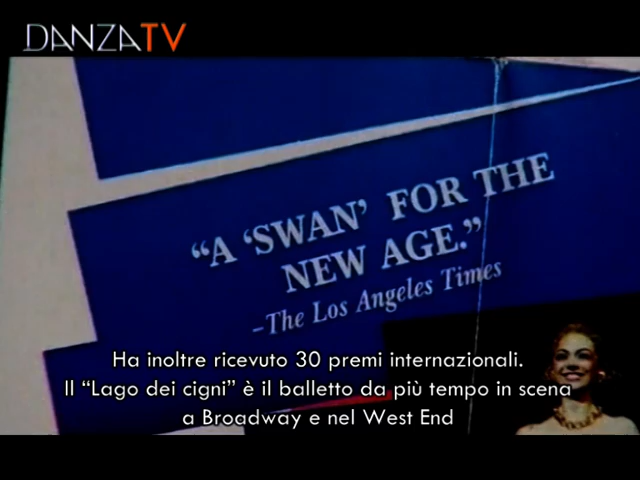 DANZATV
“A ‘SWAN’ FOR THE
NEW AGE.”
–The Los Angeles Times
Ha inoltre ricevuto 30 premi internazionali.
Il “Lago dei cigni” è il balletto da più tempo in scena
a Broadway e nel West End